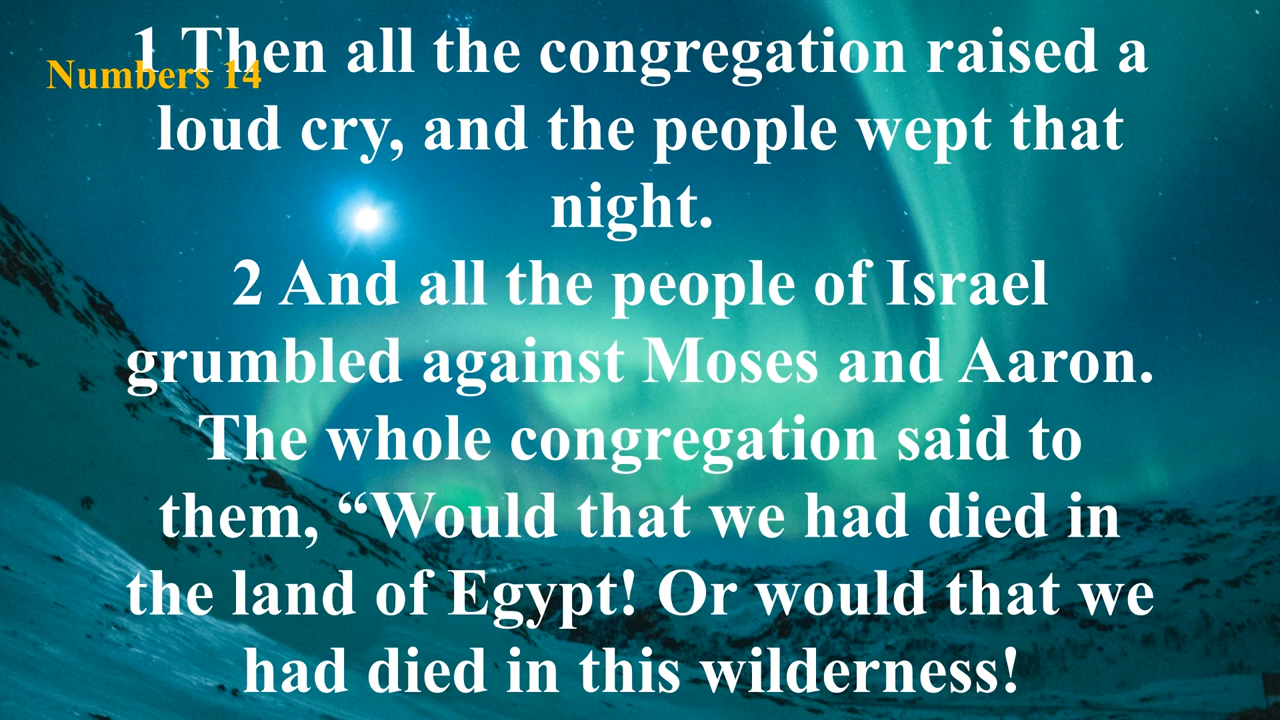 Numbers 14
1 Then all the congregation raised a
loud cry, and the people wept that
night.
2 And all the people of Israel
grumbled against Moses and Aaron.
The whole congregation said to
them, “Would that we had died in
the land of Egypt! Or would that we
had died in this wilderness!